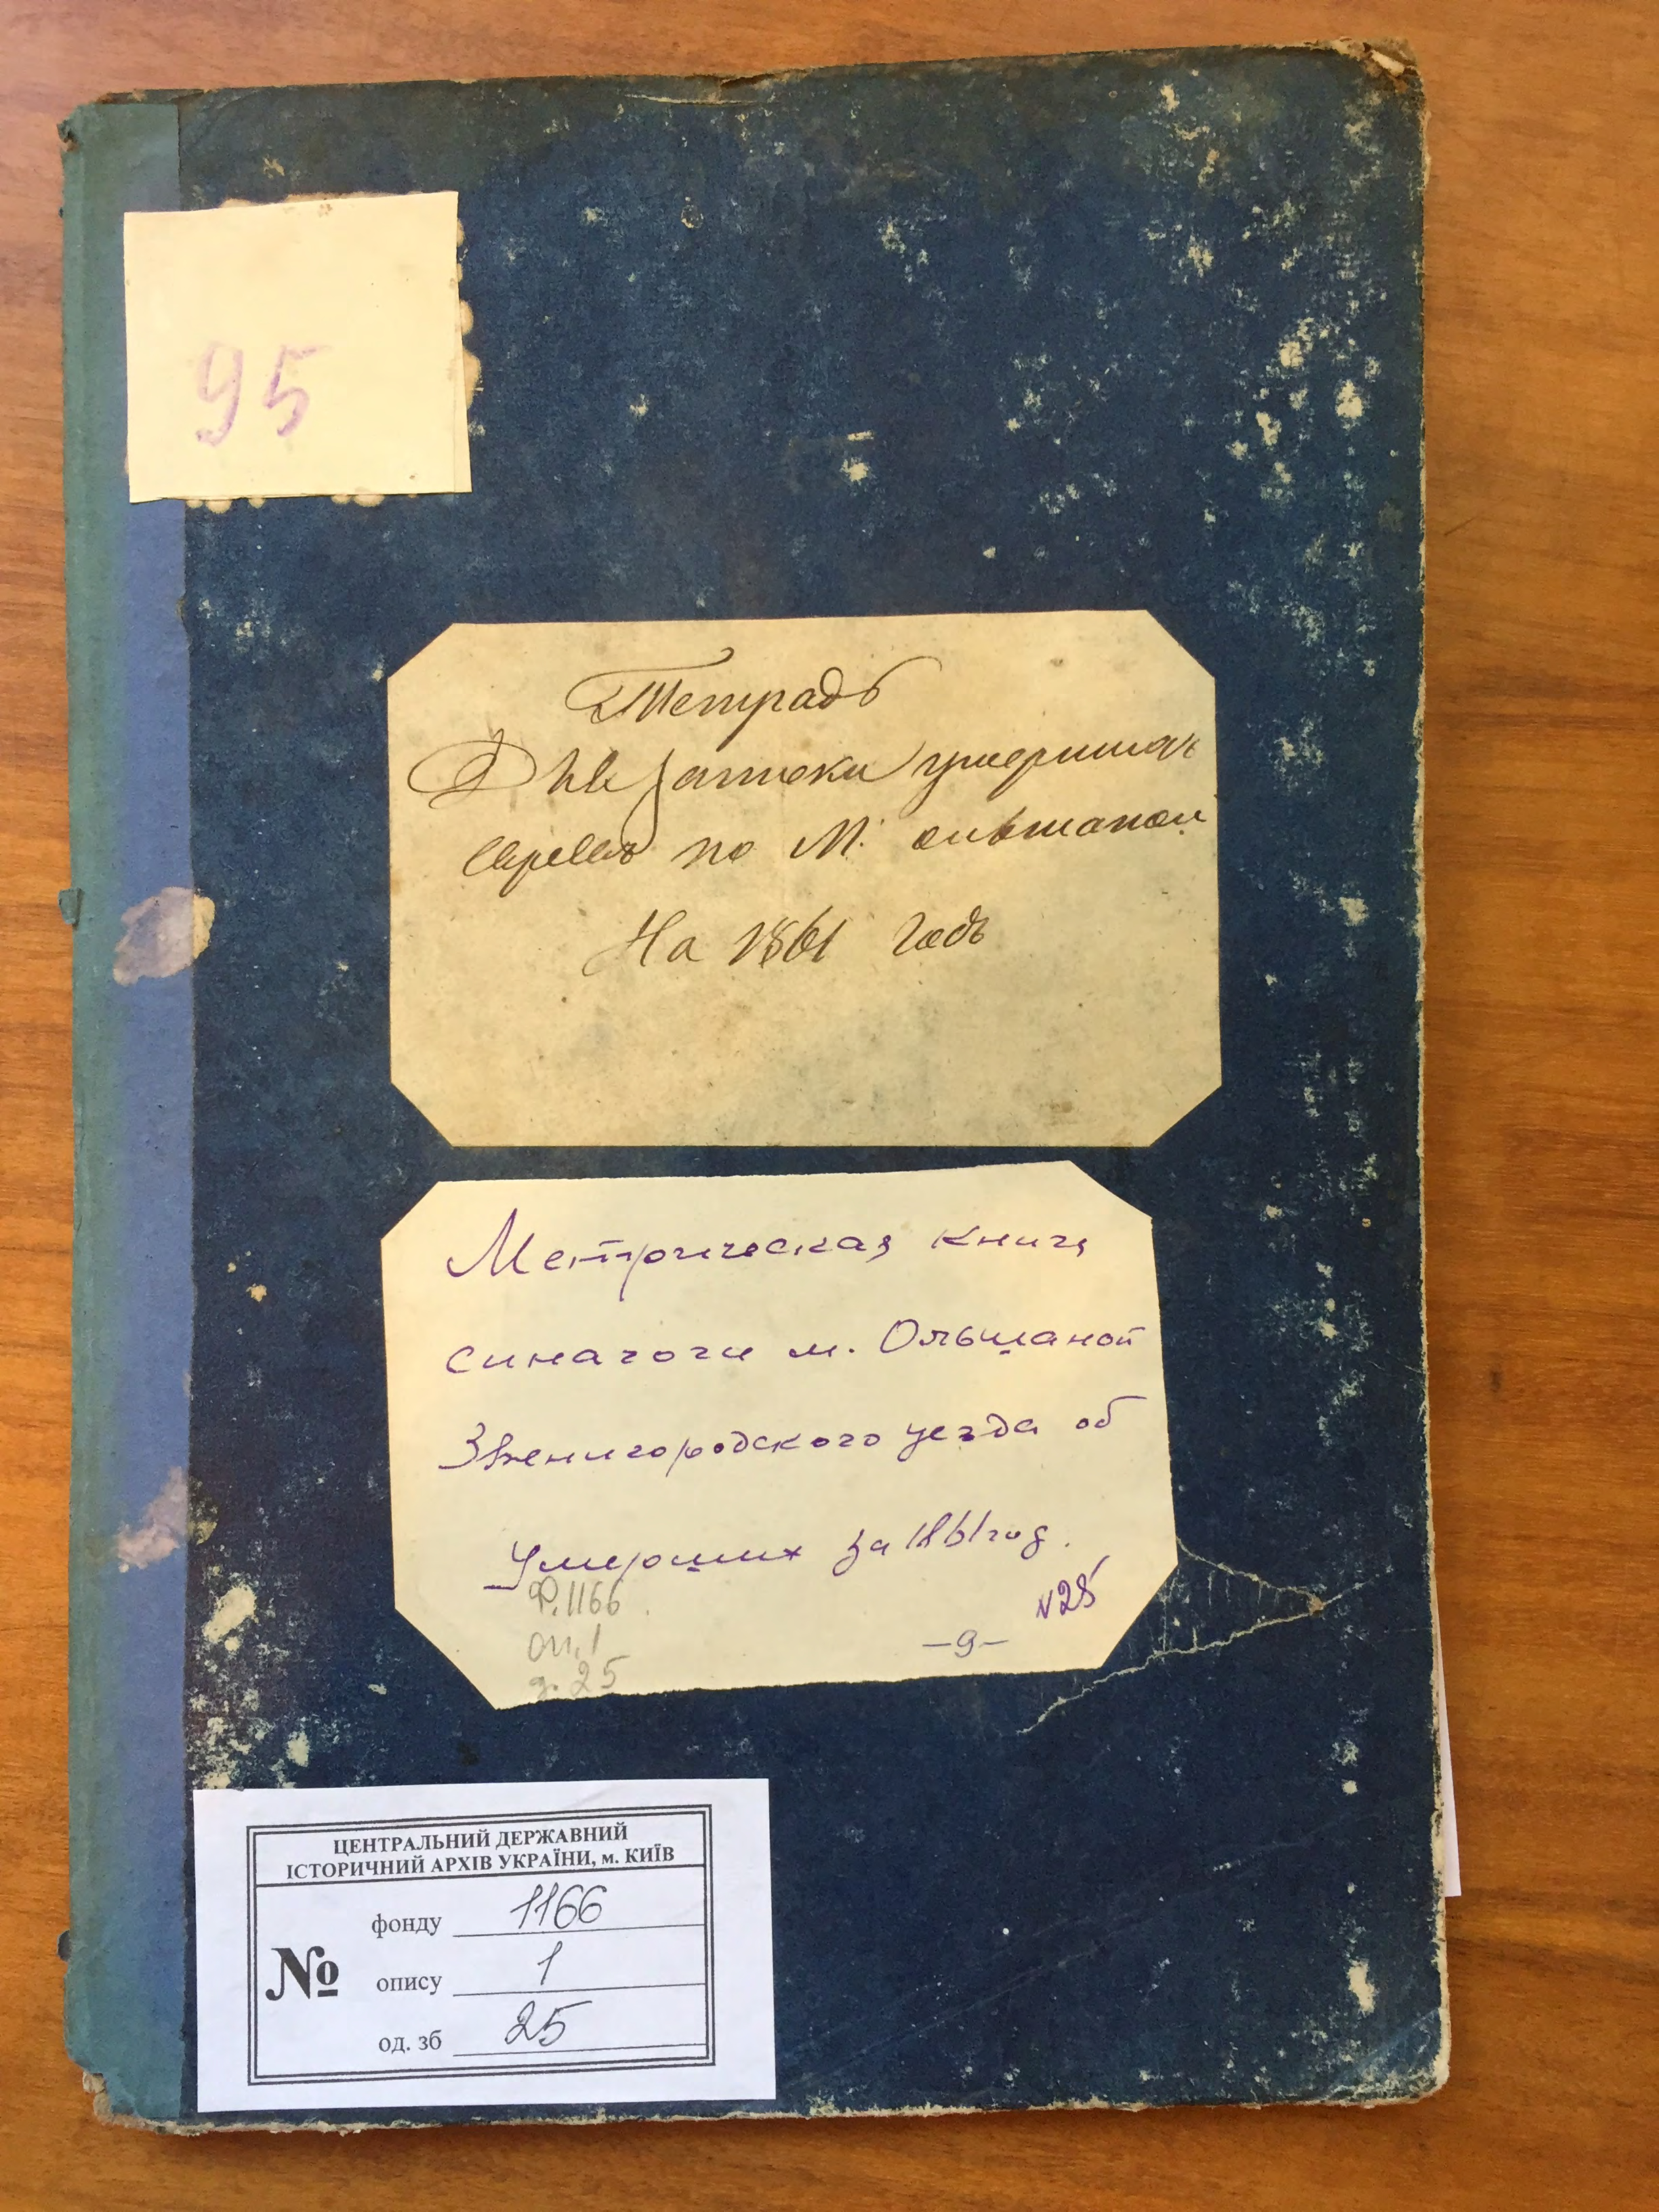 95
Тетрадь
Для записки умершихъ
Евреевъ по М. ольшаной
На 1861 годъ
Метрическая книга
синагоги м. Ольшаной
Звенигородского уезда об
Умерших за 1861 год.
Ф. 1166
оп. 1
д. 25
N 25
-9-
ЦЕНТРАЛЬНИЙ ДЕРЖАВНИЙ
ІСТОРИЧНИЙ АРХІВ УКРАЇНИ, м. КИЇВ
№
фонду 1166
опису 1
од. зб 25